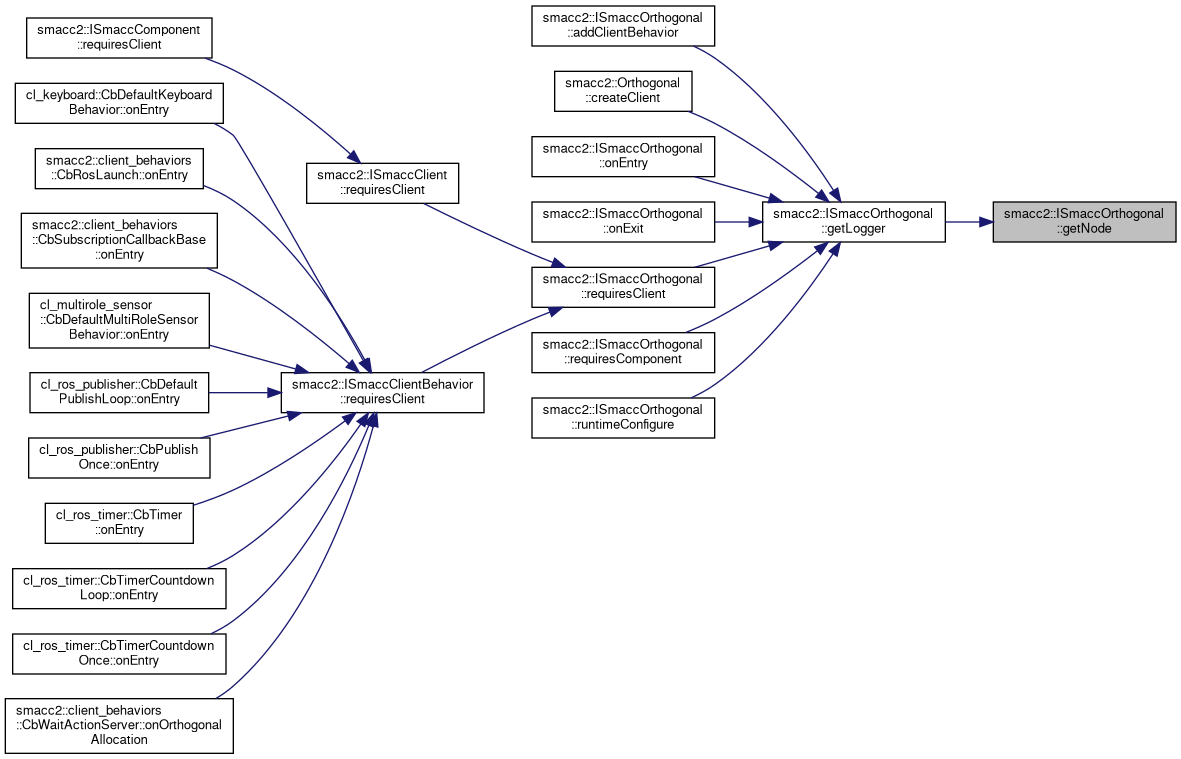 smacc2::ISmaccComponent
::requiresClient
cl_keyboard::CbDefaultKeyboard
Behavior::onEntry
smacc2::client_behaviors
::CbRosLaunch::onEntry
smacc2::client_behaviors
::CbSubscriptionCallbackBase
::onEntry
cl_multirole_sensor
::CbDefaultMultiRoleSensor
Behavior::onEntry
cl_ros_publisher::CbDefault
PublishLoop::onEntry
cl_ros_publisher::CbPublish
Once::onEntry
cl_ros_timer::CbTimer
::onEntry
cl_ros_timer::CbTimerCountdown
Loop::onEntry
cl_ros_timer::CbTimerCountdown
Once::onEntry
smacc2::client_behaviors
::CbWaitActionServer::onOrthogonal
Allocation
smacc2::ISmaccClient
::requiresClient
smacc2::ISmaccClientBehavior
::requiresClient
smacc2::ISmaccOrthogonal
::addClientBehavior
smacc2::Orthogonal
::createClient
smacc2::ISmaccOrthogonal
::onEntry
smacc2::ISmaccOrthogonal
::onExit
smacc2::ISmaccOrthogonal
::requiresClient
smacc2::ISmaccOrthogonal
::requiresComponent
smacc2::ISmaccOrthogonal
::runtimeConfigure
smacc2::ISmaccOrthogonal
::getLogger
smacc2::ISmaccOrthogonal
::getNode